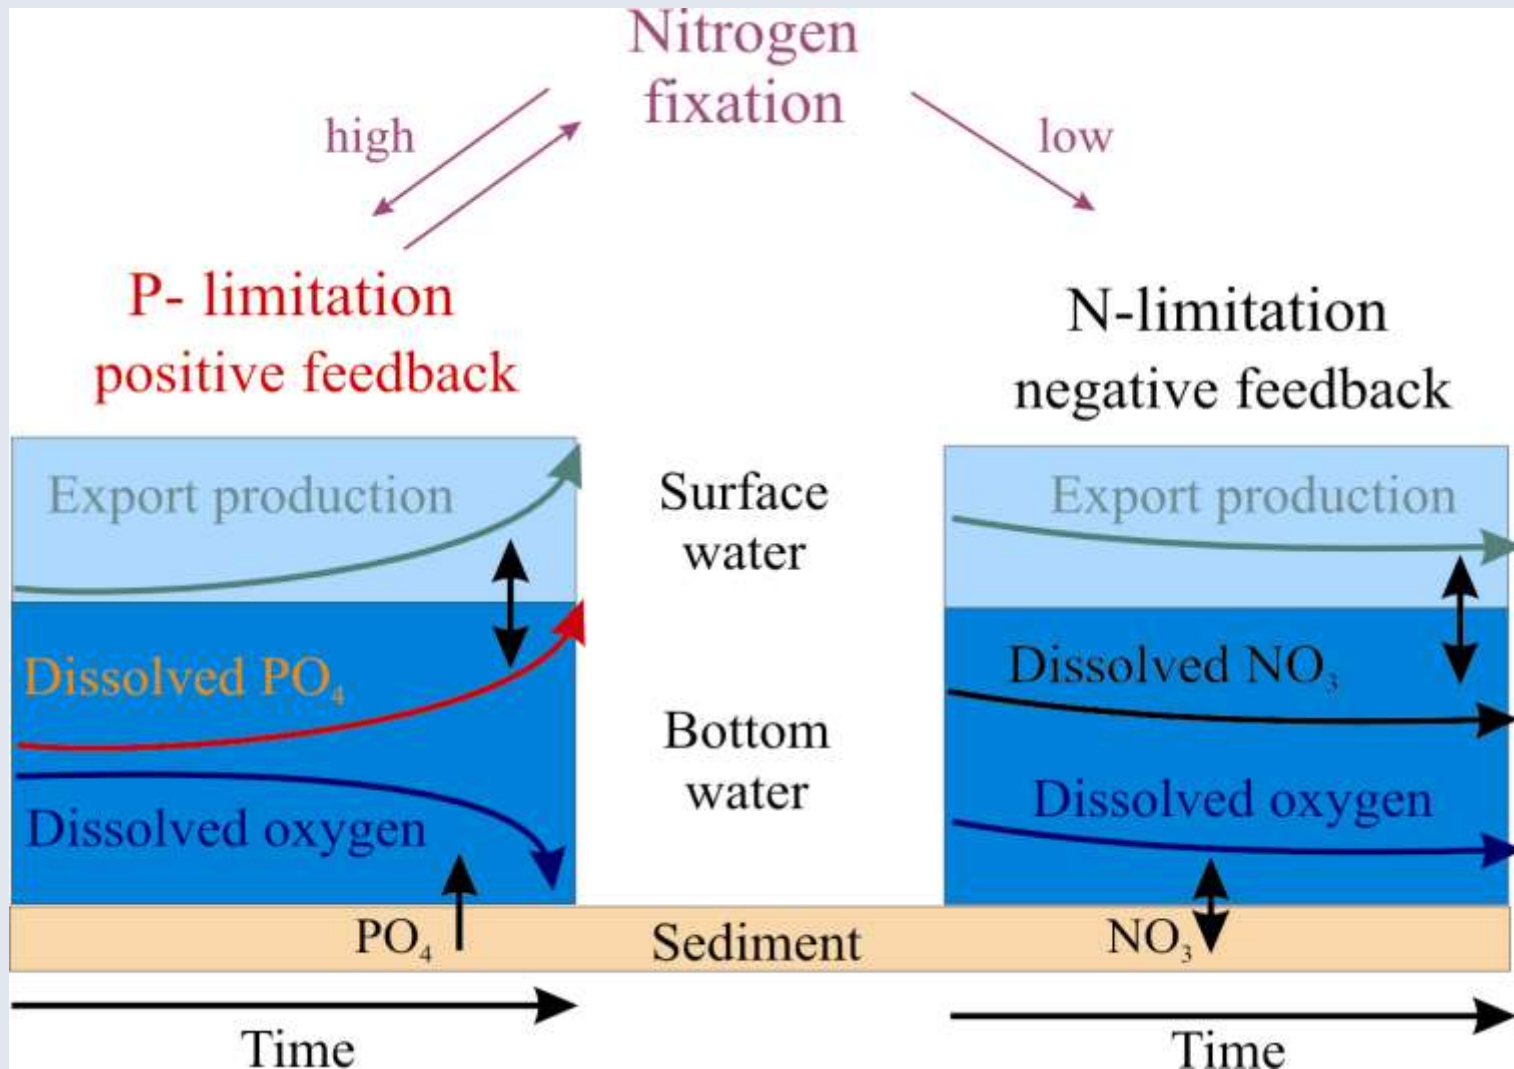 Nitrogen
fixation
high
low
P- limitation
positive feedback
N-limitation
negative feedback
Export production
Surface
water
Export production
Dissolved PO₄
Dissolved NO₃
Bottom
water
Dissolved oxygen
Dissolved oxygen
PO₄
Sediment
NO₃
Time
Time